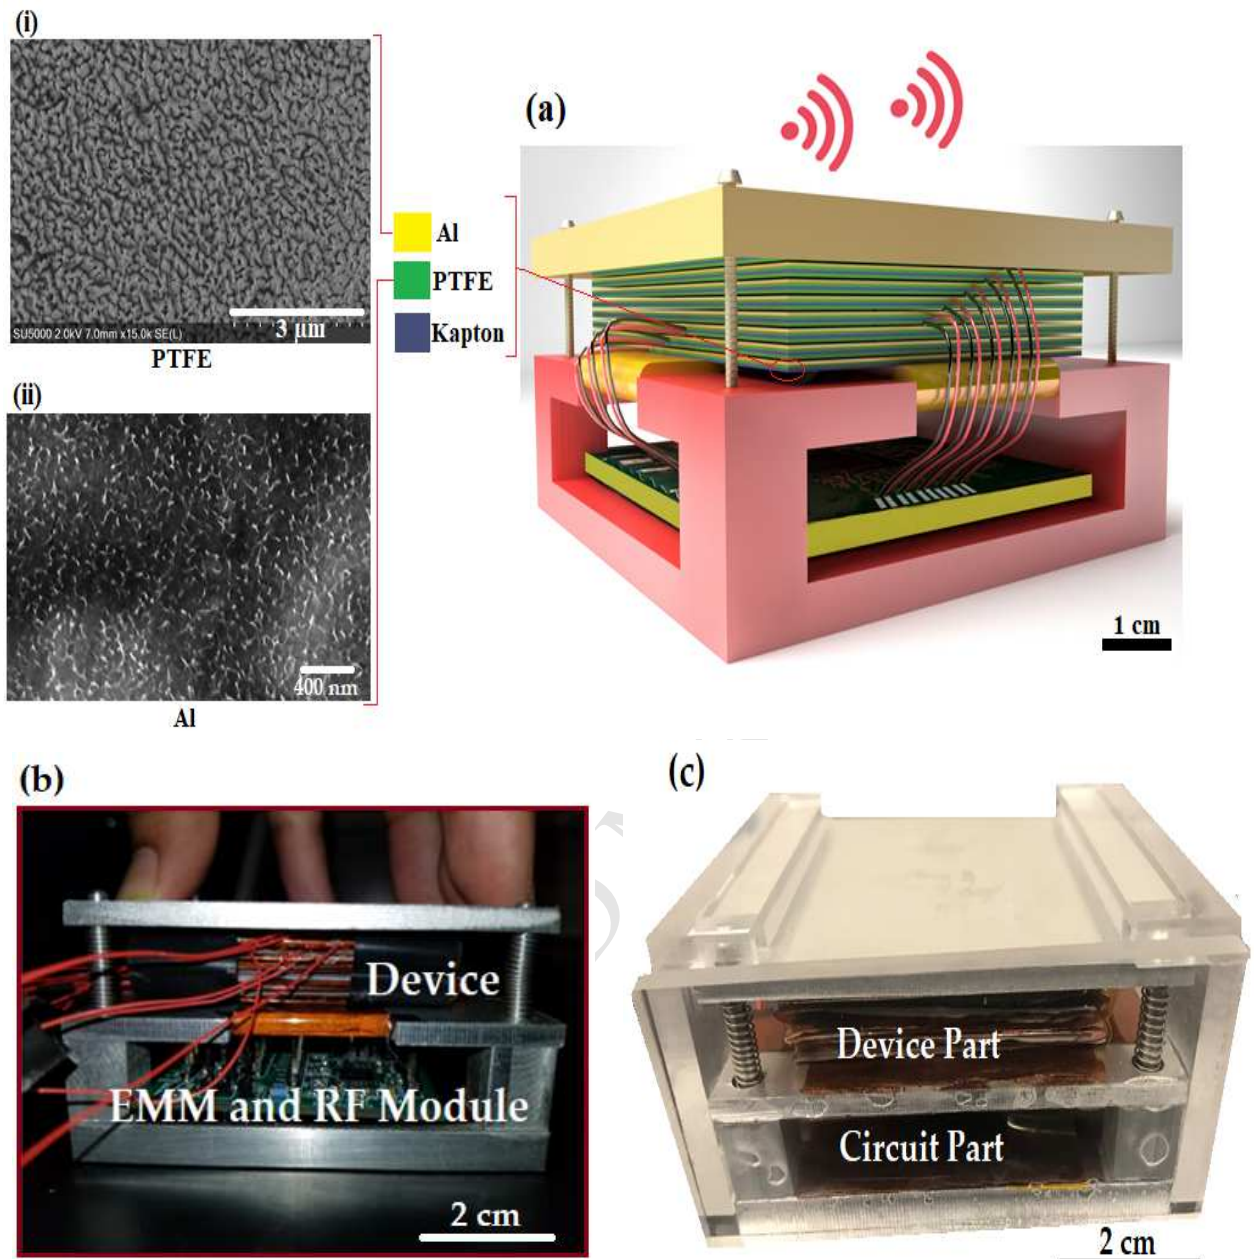 (i)
SU5000 2.0kV 7.0mm x15.0k SE(L)
3 µm
PTFE
(ii)
400 nm
Al
Al
PTFE
Kapton
(a)
1 cm
(b)
Device
EMM and RF Module
2 cm
(c)
Device Part
Circuit Part
2 cm